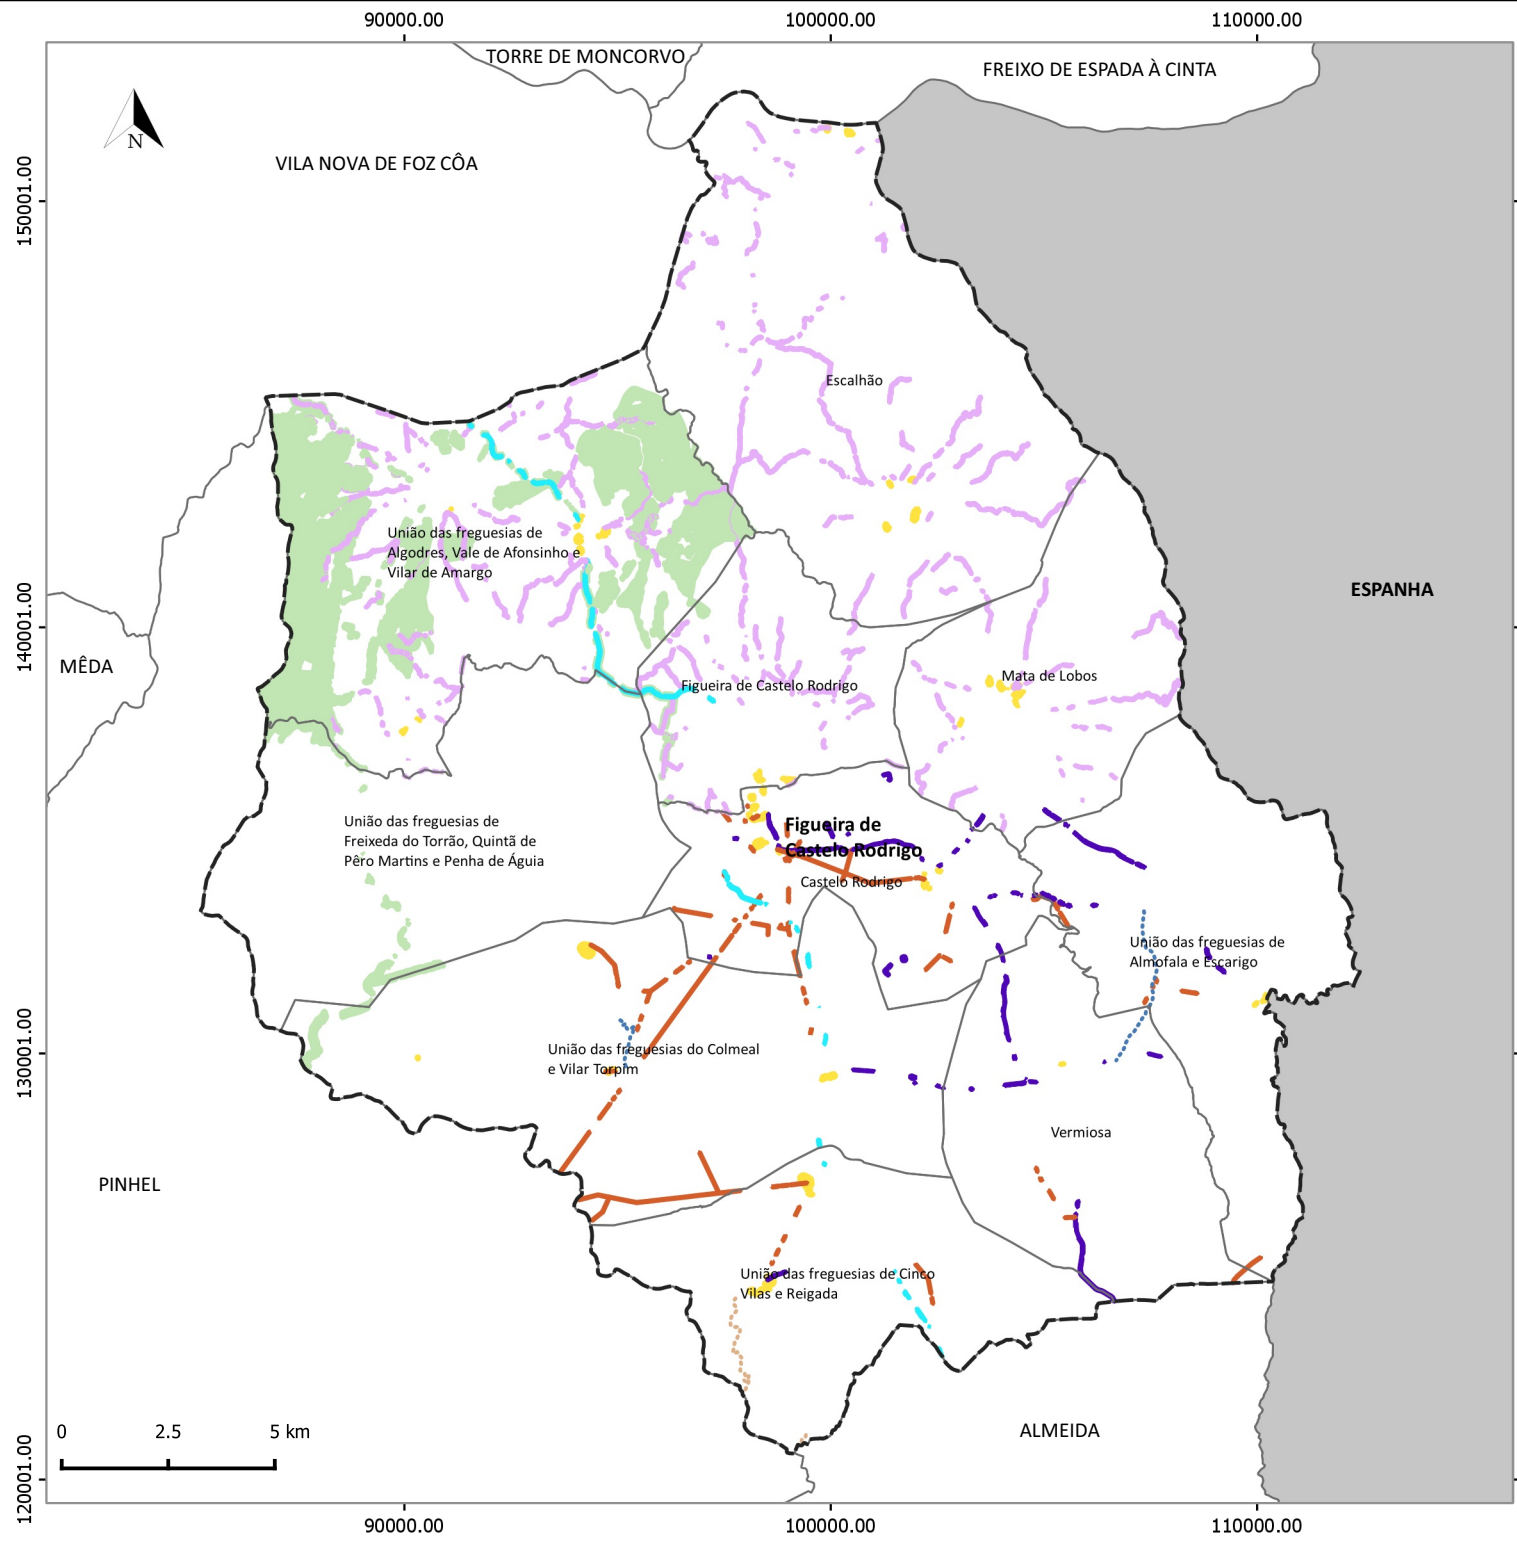 90000.00
100000.00
110000.00
TORRE DE MONCORVO
FREIXO DE ESPADA À CINTA
N
VILA NOVA DE FOZ CÔA
150001.00
Escalhão
União das freguesias de
Algodres, Vale de Afonsinho e
Vilar de Amargo
ESPANHA
140001.00
MÊDA
Figueira de Castelo Rodrigo
Mata de Lobos
União das freguesias de
Freixeda do Torrão, Quintã de
Pêro Martins e Penha de Águia
Figueira de
Castelo Rodrigo
Castelo Rodrigo
União das freguesias de
Almofala e Escarigo
130001.00
União das freguesias do Colmeal
e Vilar Torpim
Vermiosa
PINHEL
União das freguesias de Cinco
Vilas e Reigada
ALMEIDA
0
2.5
5 km
120001.00
90000.00
100000.00
110000.00